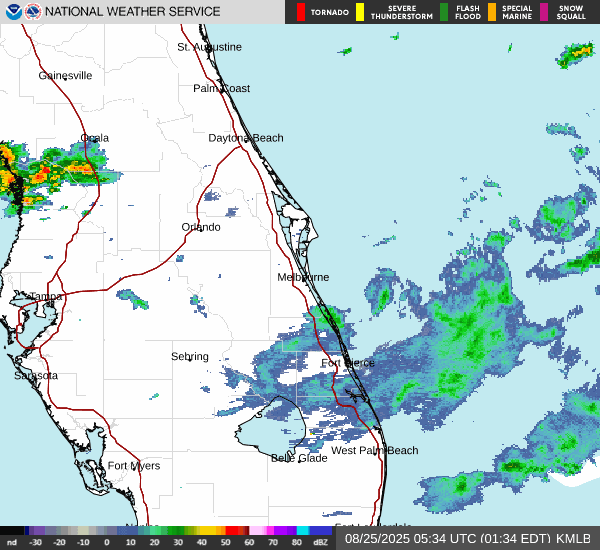 NATIONAL WEATHER SERVICE
TORNADO
SEVERE THUNDERSTORM
FLASH FLOOD
SPECIAL MARINE
SNOW SQUALL
St. Augustine
Gainesville
Palm Coast
Ocala
Daytona Beach
Orlando
Melbourne
Tampa
Sebring
Fort Pierce
Sarasota
West Palm Beach
Belle Glade
Fort Myers
nd -30 -20 -10 0 10 20 30 40 50 60 70 80 dBZ
08/25/2025 05:34 UTC (01:34 EDT) KMLB